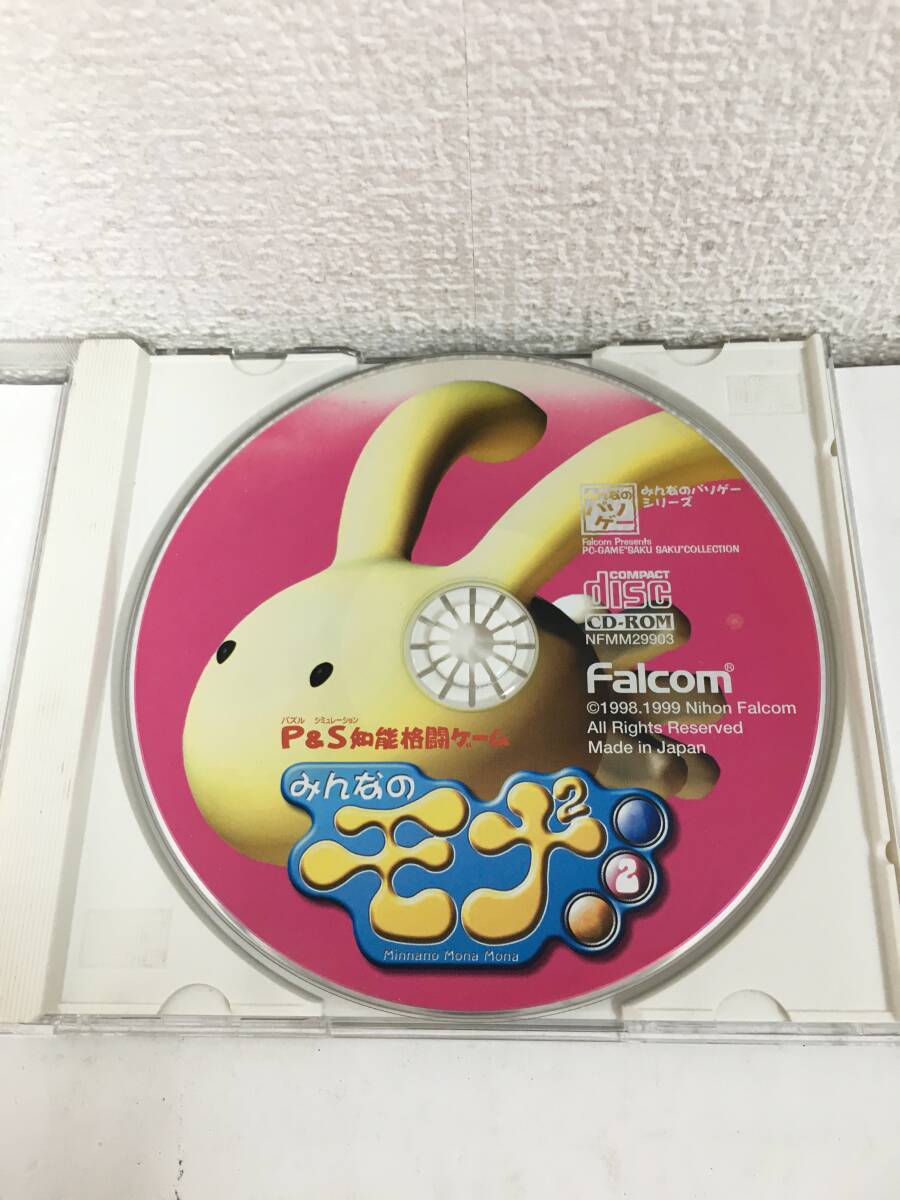 みんなの
パソ
ゲー
みんなのパソゲー
シリーズ
Falcom Presents
PC-GAME"SAKU SAKU"COLLECTION
COMPACT
disc
CD-ROM
NFMM29903
Falcom®
©1998.1999 Nihon Falcom
All Rights Reserved
Made in Japan
パズル シミュレーション
P&S知能格闘ゲーム
みんなの
モナ²
2
Minnano Mona Mona